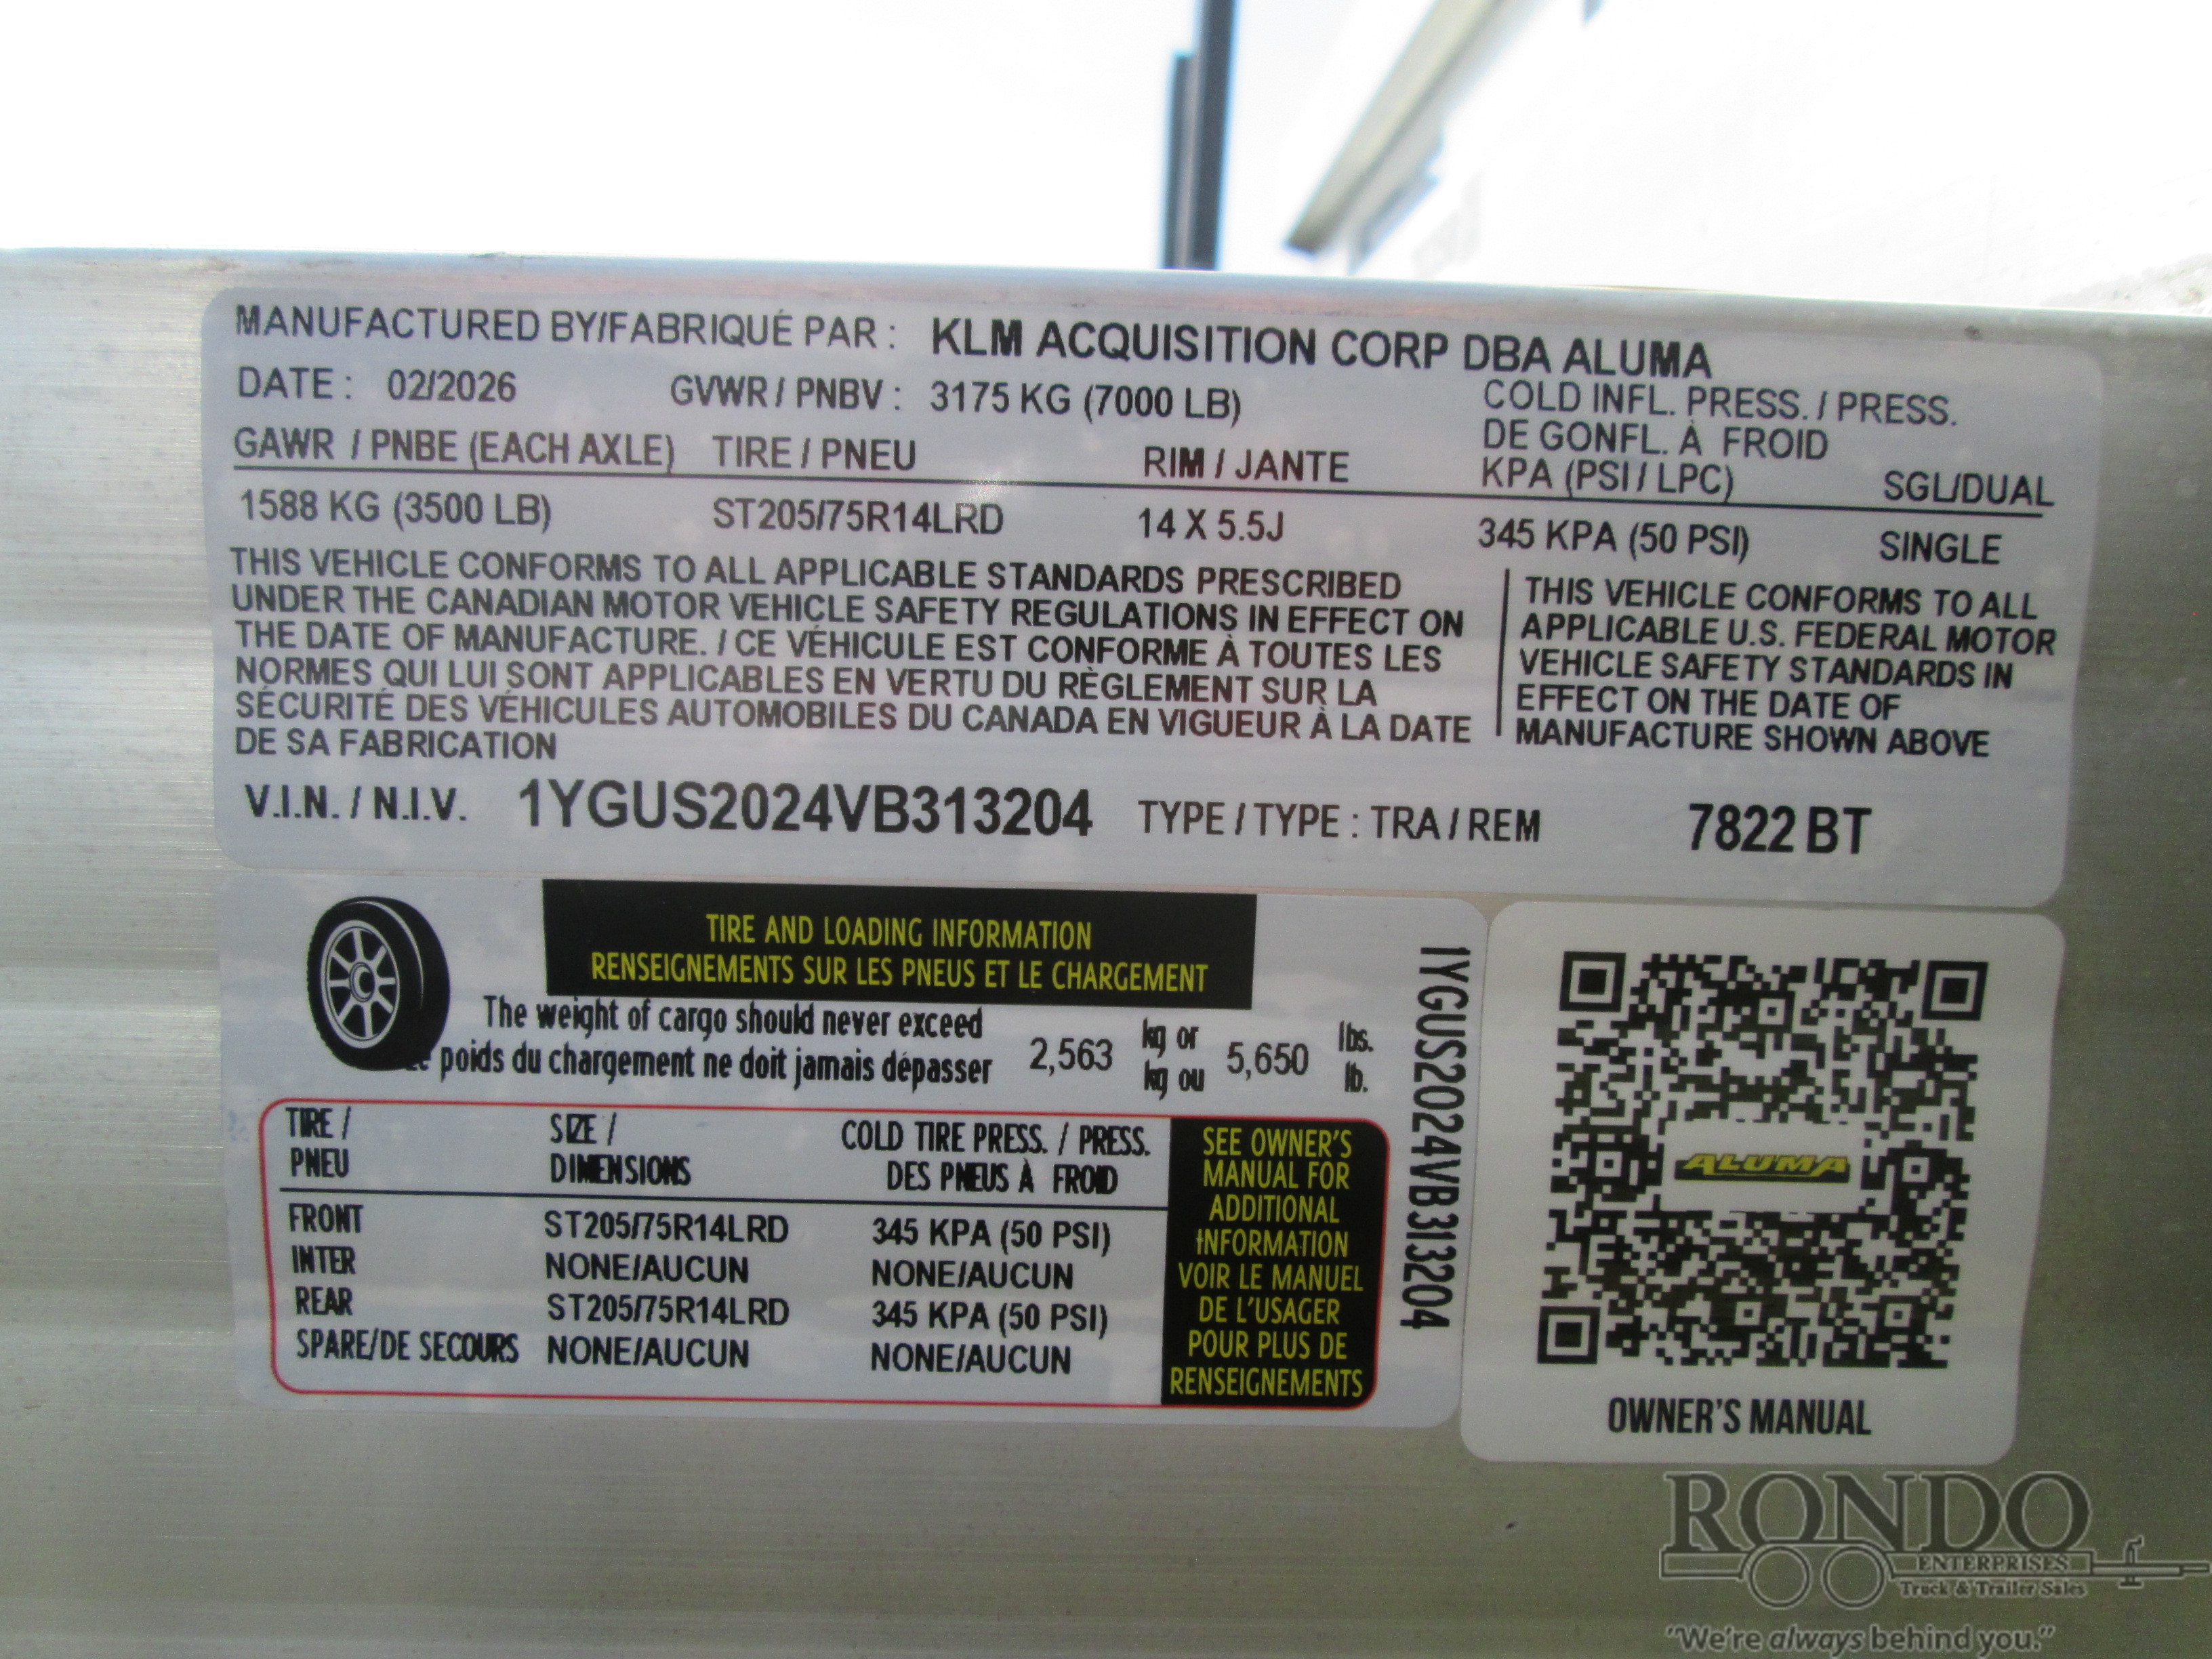 MANUFACTURED BY/FABRIQUÉ PAR : KLM ACQUISITION CORP DBA ALUMA
DATE : 02/2026 GVWR / PNBV : 3175 KG (7000 LB)
COLD INFL. PRESS. / PRESS.
DE GONFL. À FROID
GAWR / PNBE (EACH AXLE) TIRE / PNEU RIM / JANTE KPA (PSI / LPC) SGL/DUAL
1588 KG (3500 LB) ST205/75R14LRD 14 X 5.5J 345 KPA (50 PSI) SINGLE
THIS VEHICLE CONFORMS TO ALL APPLICABLE STANDARDS PRESCRIBED
UNDER THE CANADIAN MOTOR VEHICLE SAFETY REGULATIONS IN EFFECT ON
THE DATE OF MANUFACTURE. / CE VÉHICULE EST CONFORME À TOUTES LES
NORMES QUI LUI SONT APPLICABLES EN VERTU DU RÈGLEMENT SUR LA
SÉCURITÉ DES VÉHICULES AUTOMOBILES DU CANADA EN VIGUEUR À LA DATE
DE SA FABRICATION
THIS VEHICLE CONFORMS TO ALL
APPLICABLE U.S. FEDERAL MOTOR
VEHICLE SAFETY STANDARDS IN
EFFECT ON THE DATE OF
MANUFACTURE SHOWN ABOVE
V.I.N. / N.I.V. 1YGUS2024VB313204 TYPE / TYPE : TRA / REM 7822 BT
TIRE AND LOADING INFORMATION
RENSEIGNEMENTS SUR LES PNEUS ET LE CHARGEMENT
The weight of cargo should never exceed 2,563 kg or 5,650 lbs.
Le poids du chargement ne doit jamais dépasser kg ou lb.
TIRE / SIZE / COLD TIRE PRESS. / PRESS.
PNEU DIMENSIONS DES PNEUS À FROID
FRONT ST205/75R14LRD 345 KPA (50 PSI)
INTER NONE/AUCUN NONE/AUCUN
REAR ST205/75R14LRD 345 KPA (50 PSI)
SPARE/DE SECOURS NONE/AUCUN NONE/AUCUN
SEE OWNER'S
MANUAL FOR
ADDITIONAL
INFORMATION
VOIR LE MANUEL
DE L'USAGER
POUR PLUS DE
RENSEIGNEMENTS
1YGUS2024VB313204
ALUMA
OWNER'S MANUAL
RONDO
ENTERPRISES
Truck & Trailer Sales
"We're always behind you."